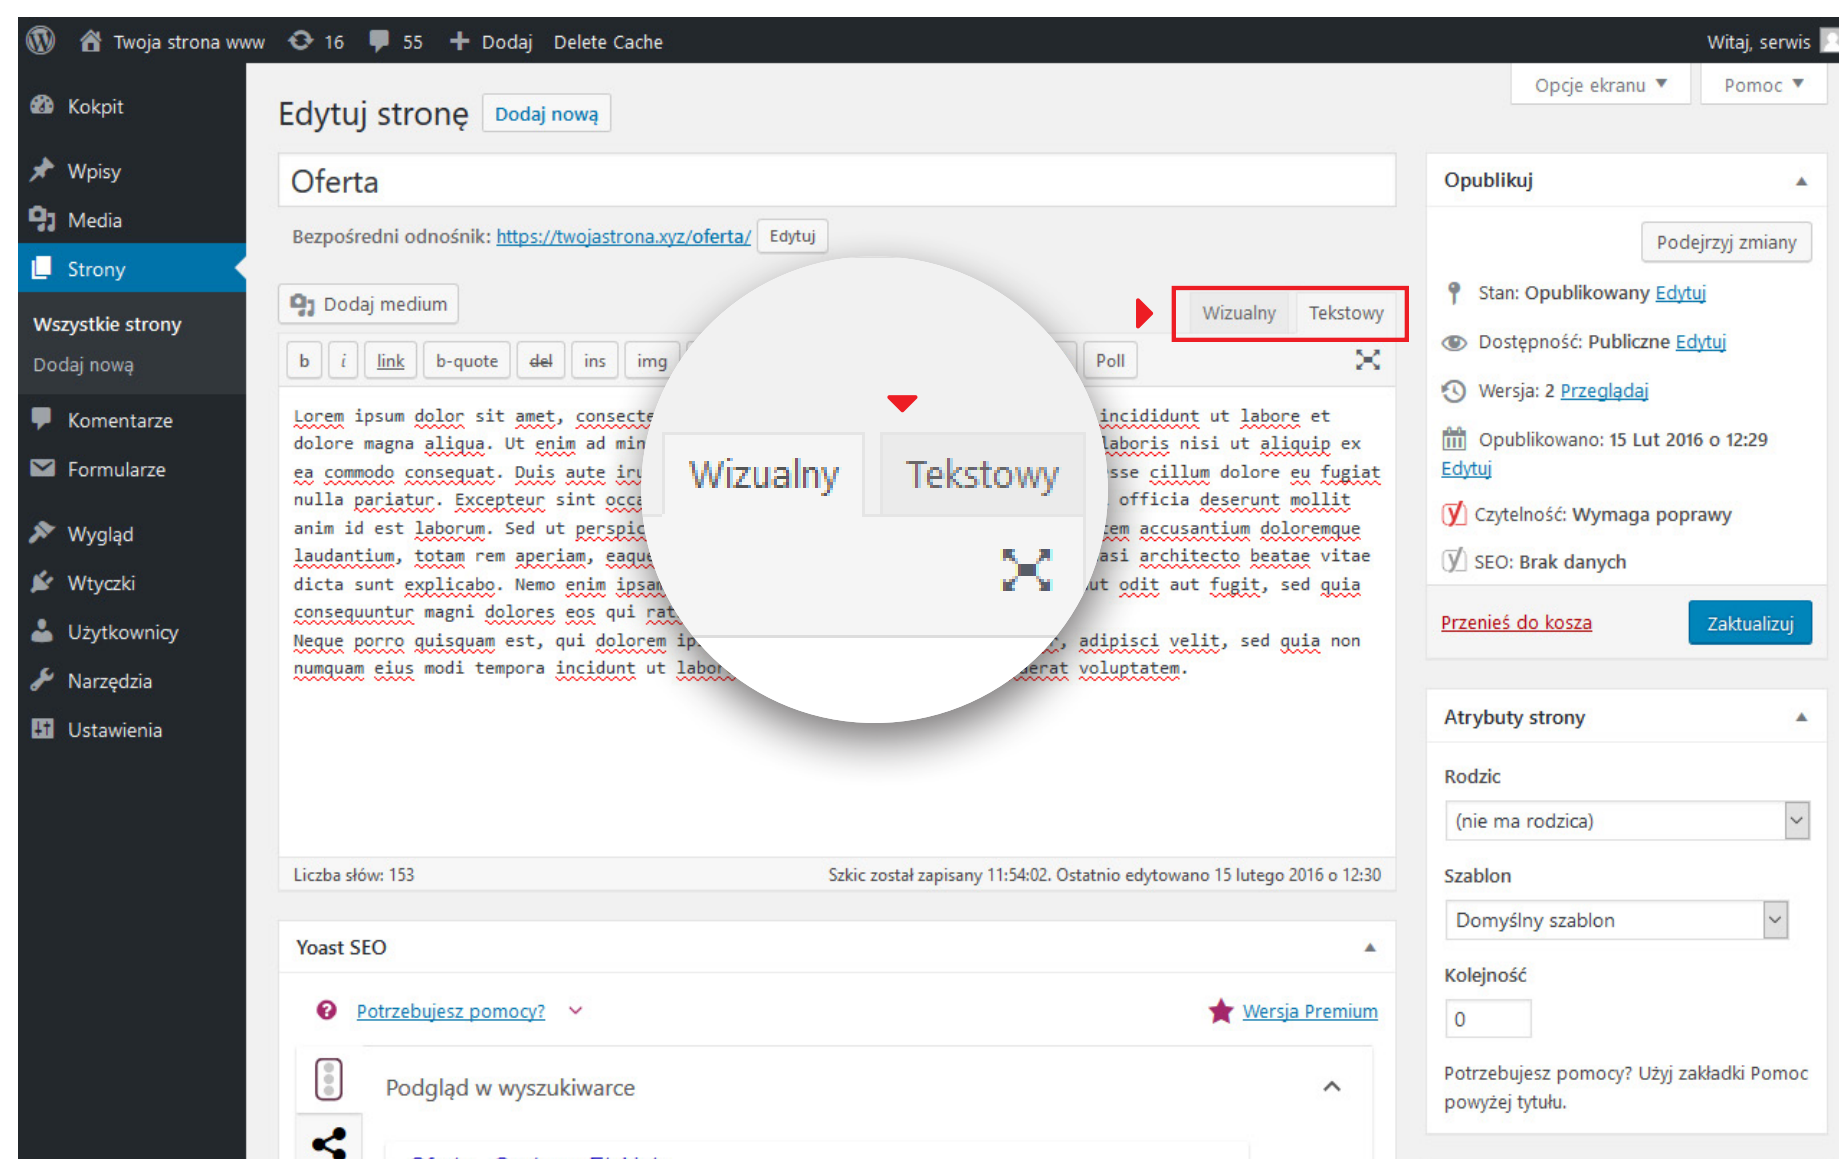 Twoja strona www 16 55 Dodaj Delete Cache Witaj, serwis
Opcje ekranu Pomoc
Kokpit
Wpisy
Media
Strony
Wszystkie strony
Dodaj nową
Komentarze
Formularze
Wygląd
Wtyczki
Użytkownicy
Narzędzia
Ustawienia
Edytuj stronę Dodaj nową
Oferta
Bezpośredni odnośnik: https://twojastrona.xyz/oferta/ Edytuj
Dodaj medium
Wizualny Tekstowy
b i link b-quote del ins img Poll
Lorem ipsum dolor sit amet, consecte incididunt ut labore et
dolore magna aliqua. Ut enim ad min laboris nisi ut aliquip ex
ea commodo consequat. Duis aute iru sse cillum dolore eu fugiat
nulla pariatur. Excepteur sint occa officia deserunt mollit
anim id est laborum. Sed ut perspic tem accusantium doloremque
laudantium, totam rem aperiam, eaque asi architecto beatae vitae
dicta sunt explicabo. Nemo enim ipsam ut odit aut fugit, sed quia
consequuntur magni dolores eos qui rat
Neque porro quisquam est, qui dolorem ip , adipisci velit, sed quia non
numquam eius modi tempora incidunt ut labor erat voluptatem.
Wizualny Tekstowy
Liczba słów: 153 Szkic został zapisany 11:54:02. Ostatnio edytowano 15 lutego 2016 o 12:30
Yoast SEO
Potrzebujesz pomocy? Wersja Premium
Podgląd w wyszukiwarce
Opublikuj
Podejrzyj zmiany
Stan: Opublikowany Edytuj
Dostępność: Publiczne Edytuj
Wersja: 2 Przeglądaj
Opublikowano: 15 Lut 2016 o 12:29
Edytuj
Czytelność: Wymaga poprawy
SEO: Brak danych
Przenieś do kosza Zaktualizuj
Atrybuty strony
Rodzic
(nie ma rodzica)
Szablon
Domyślny szablon
Kolejność
0
Potrzebujesz pomocy? Użyj zakładki Pomoc
powyżej tytułu.